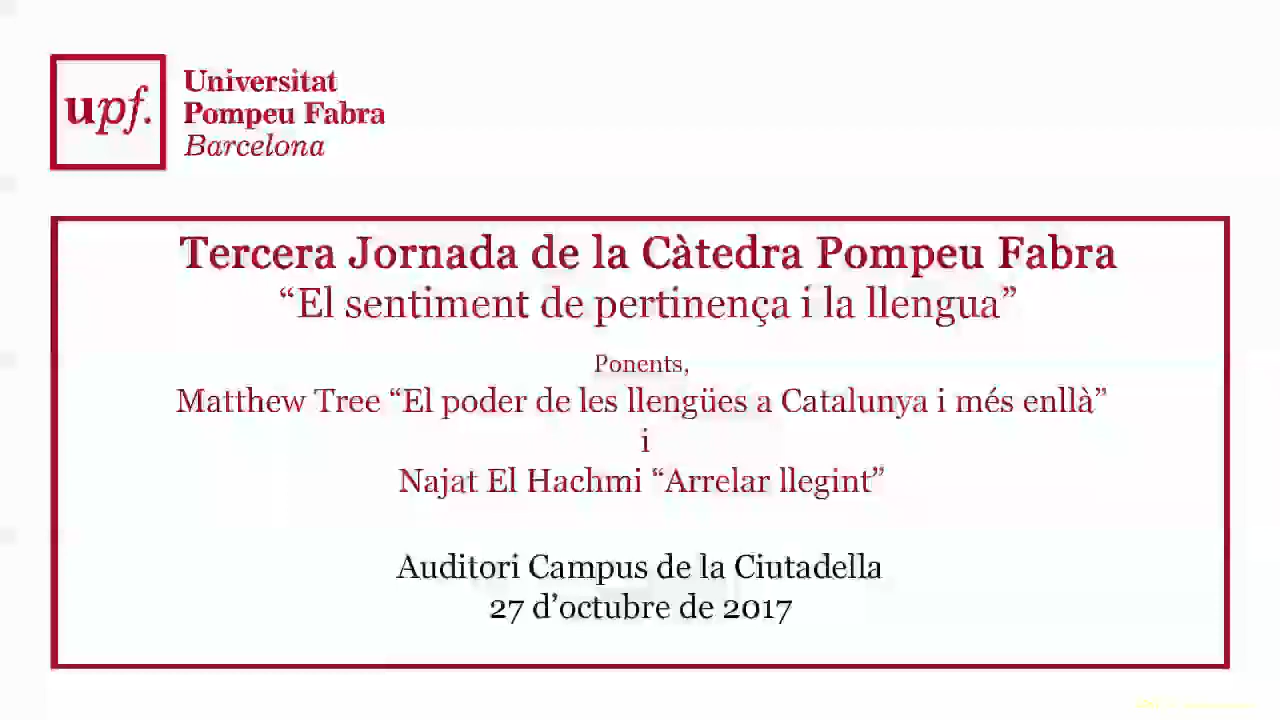 upf.
Universitat
Pompeu Fabra
Barcelona
Tercera Jornada de la Càtedra Pompeu Fabra
“El sentiment de pertinença i la llengua”
Ponents,
Matthew Tree “El poder de les llengües a Catalunya i més enllà”
i
Najat El Hachmi “Arrelar llegint”
Auditori Campus de la Ciutadella
27 d’octubre de 2017